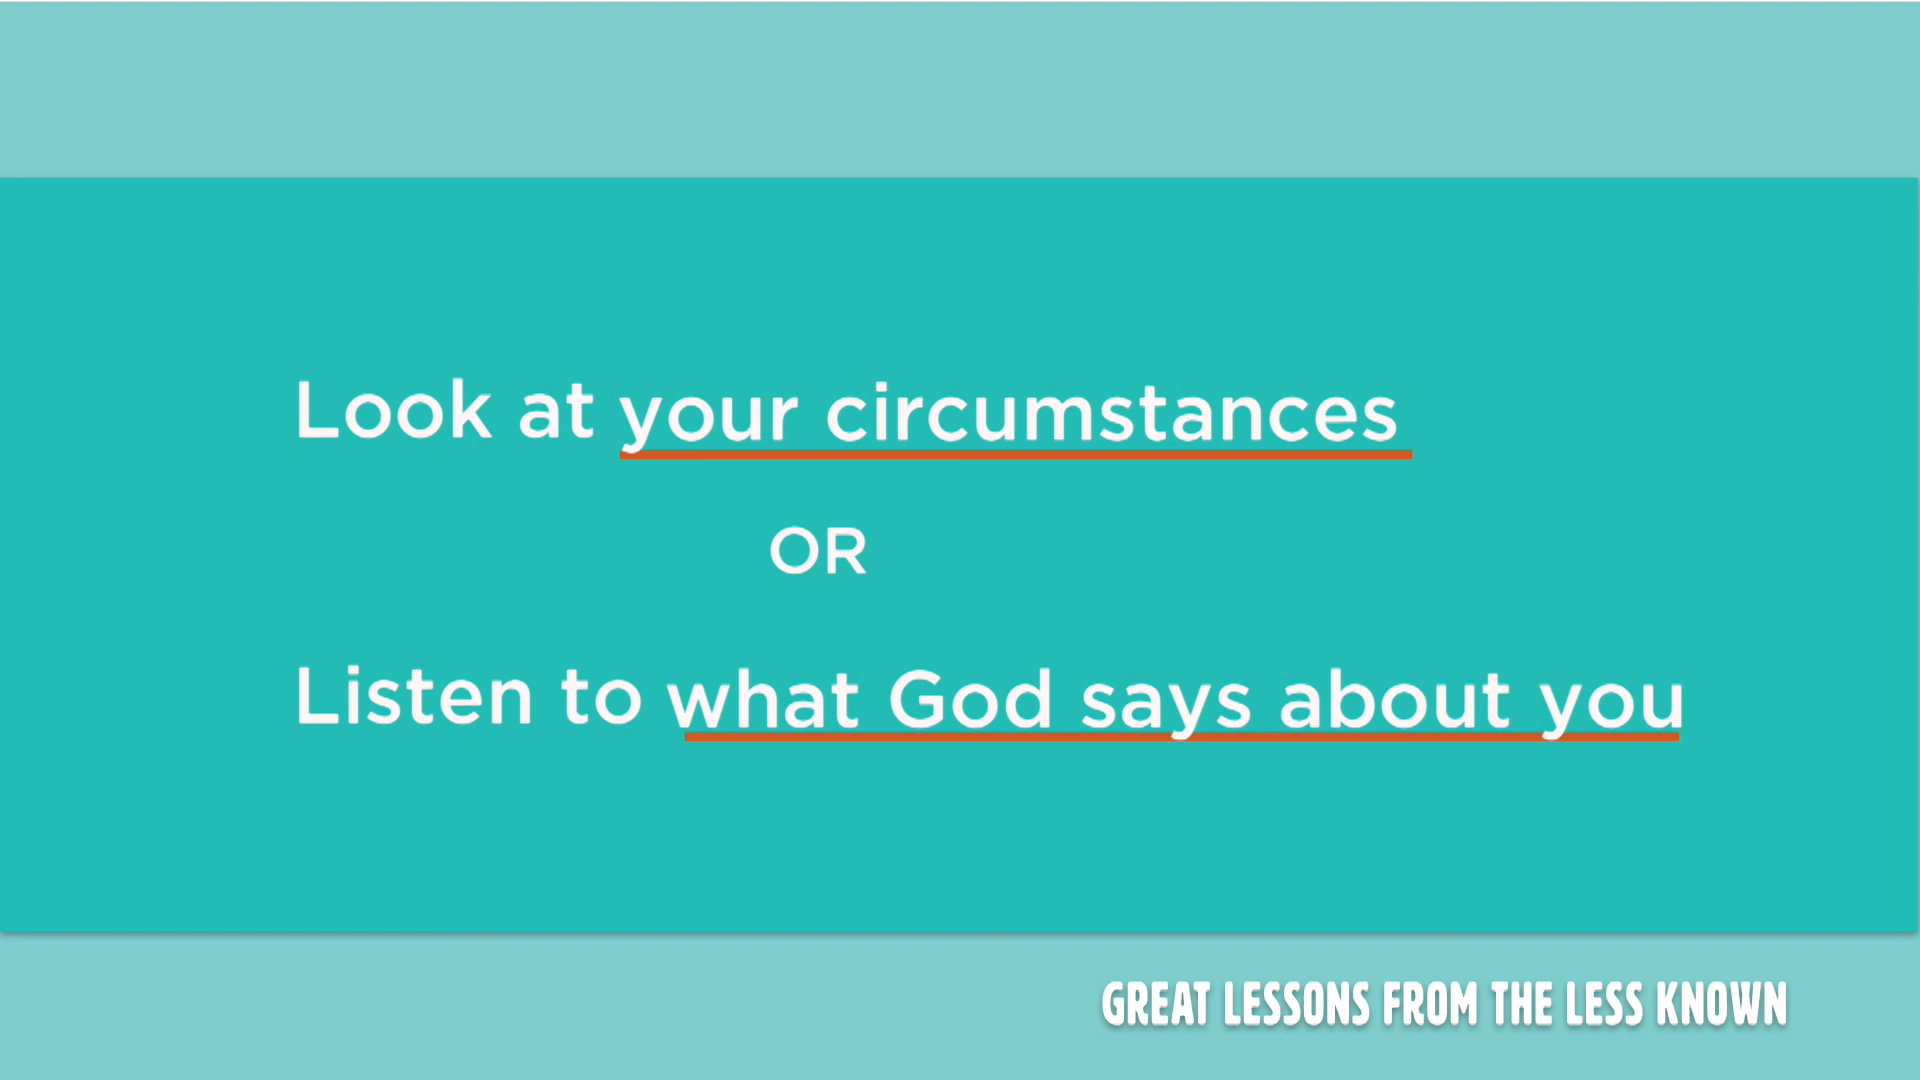 Look at your circumstances
OR
Listen to what God says about you
GREAT LESSONS FROM THE LESS KNOWN